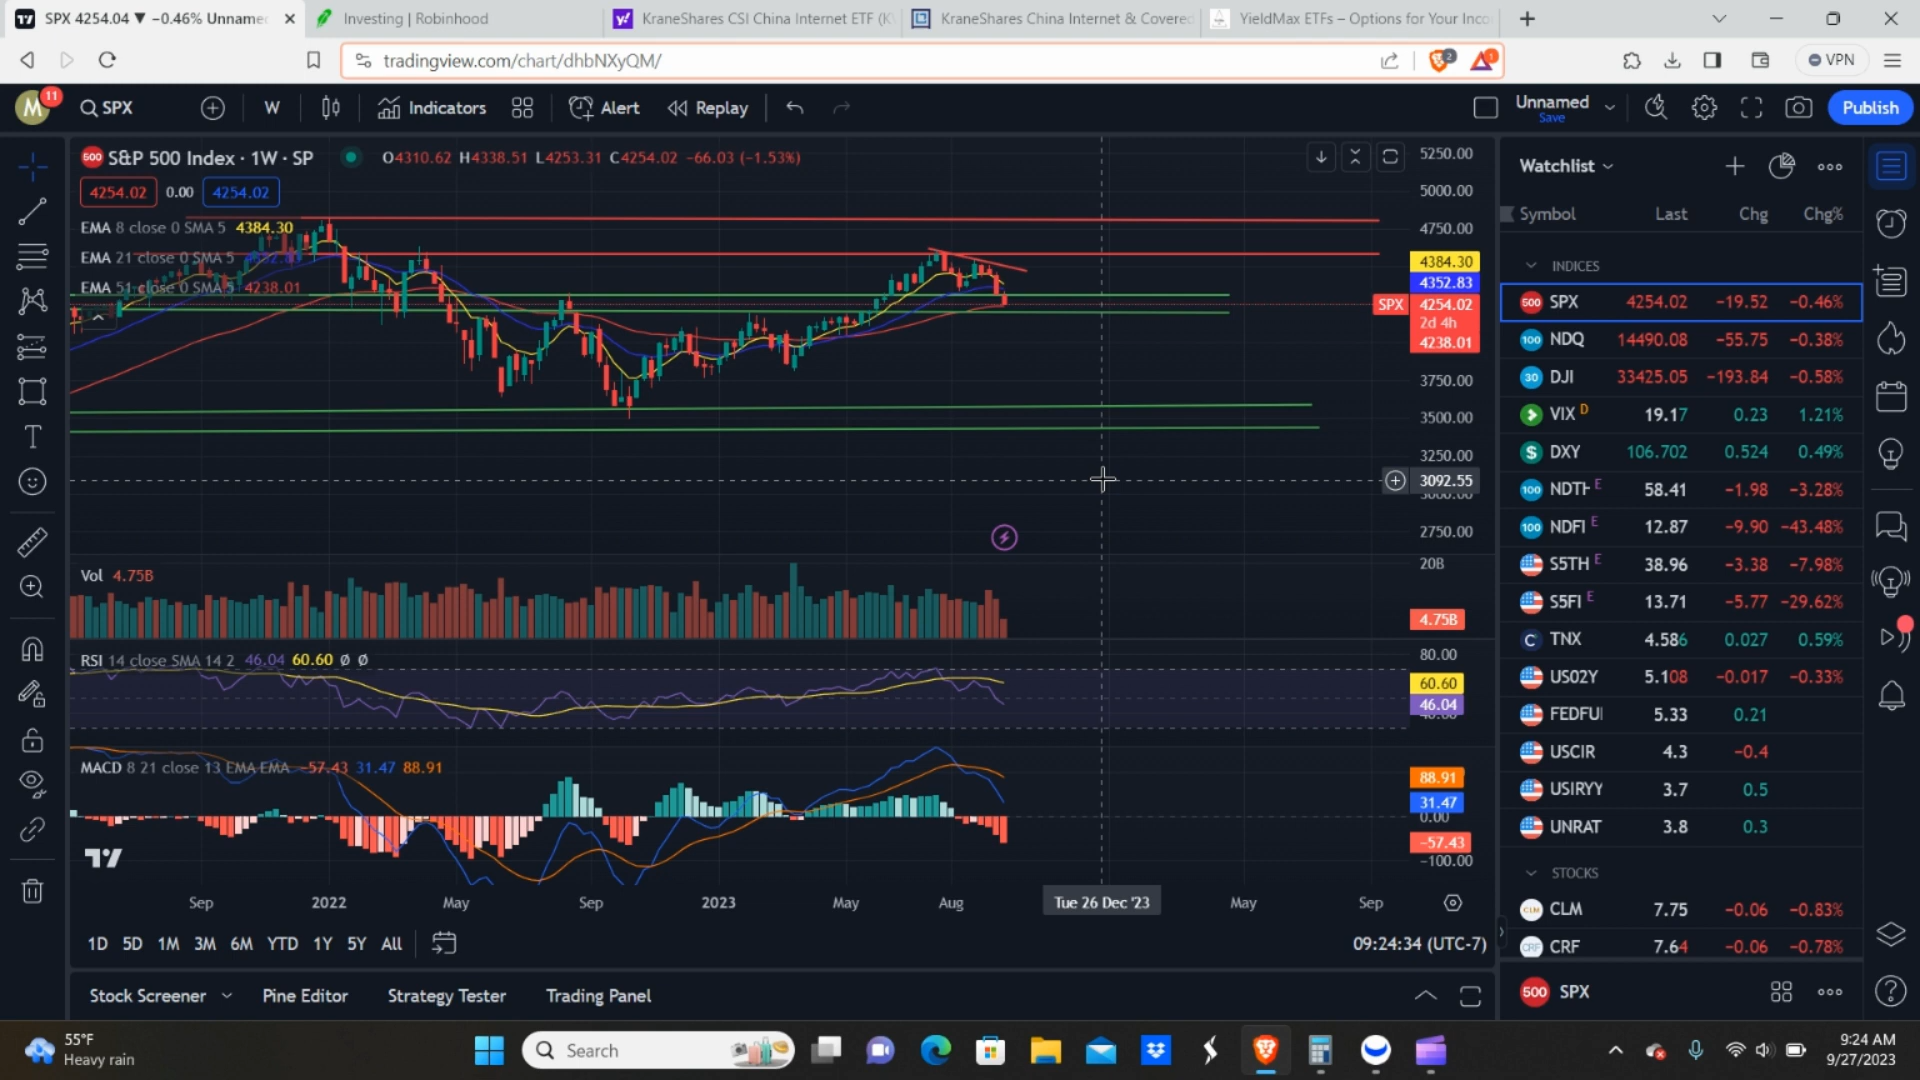 SPX 4254.04 ▼ −0.46% Unname
Investing | Robinhood
KraneShares CSI China Internet ETF (K
KraneShares China Internet & Covered
YieldMax ETFs – Options for Your Inco
tradingview.com/chart/dhbNXyQM/
2
1
VPN
M
11
SPX
W
Indicators
Alert
Replay
Unnamed
Save
Publish
500 S&P 500 Index · 1W · SP O4310.62 H4338.51 L4253.31 C4254.02 −66.03 (−1.53%)
4254.02 0.00 4254.02
EMA 8 close 0 SMA 5 4384.30
EMA 21 close 0 SMA 5
EMA 51 close 0 SMA 5 4238.01
5250.00
5000.00
4750.00
4384.30
4352.83
SPX 4254.02
2d 4h
4238.01
3750.00
3500.00
3250.00
3092.55
2750.00
Vol 4.75B
20B
4.75B
RSI 14 close SMA 14 2 46.04 60.60 Ø Ø
80.00
60.60
46.04
MACD 8 21 close 13 EMA EMA −57.43 31.47 88.91
88.91
31.47
0.00
−57.43
−100.00
Sep 2022 May Sep 2023 May Aug Tue 26 Dec '23 May Sep
1D 5D 1M 3M 6M YTD 1Y 5Y All
09:24:34 (UTC-7)
Stock Screener Pine Editor Strategy Tester Trading Panel
Watchlist
Symbol Last Chg Chg%
INDICES
500 SPX 4254.02 −19.52 −0.46%
100 NDQ 14490.08 −55.75 −0.38%
30 DJI 33425.05 −193.84 −0.58%
VIX D 19.17 0.23 1.21%
$ DXY 106.702 0.524 0.49%
100 NDTH E 58.41 −1.98 −3.28%
100 NDFI E 12.87 −9.90 −43.48%
S5TH E 38.96 −3.38 −7.98%
S5FI E 13.71 −5.77 −29.62%
C TNX 4.586 0.027 0.59%
US02Y 5.108 −0.017 −0.33%
FEDFU 5.33 0.21
USCIR 4.3 −0.4
USIRYY 3.7 0.5
UNRAT 3.8 0.3
STOCKS
CLM 7.75 −0.06 −0.83%
CRF 7.64 −0.06 −0.78%
500 SPX
55°F
Heavy rain
Search
9:24 AM
9/27/2023